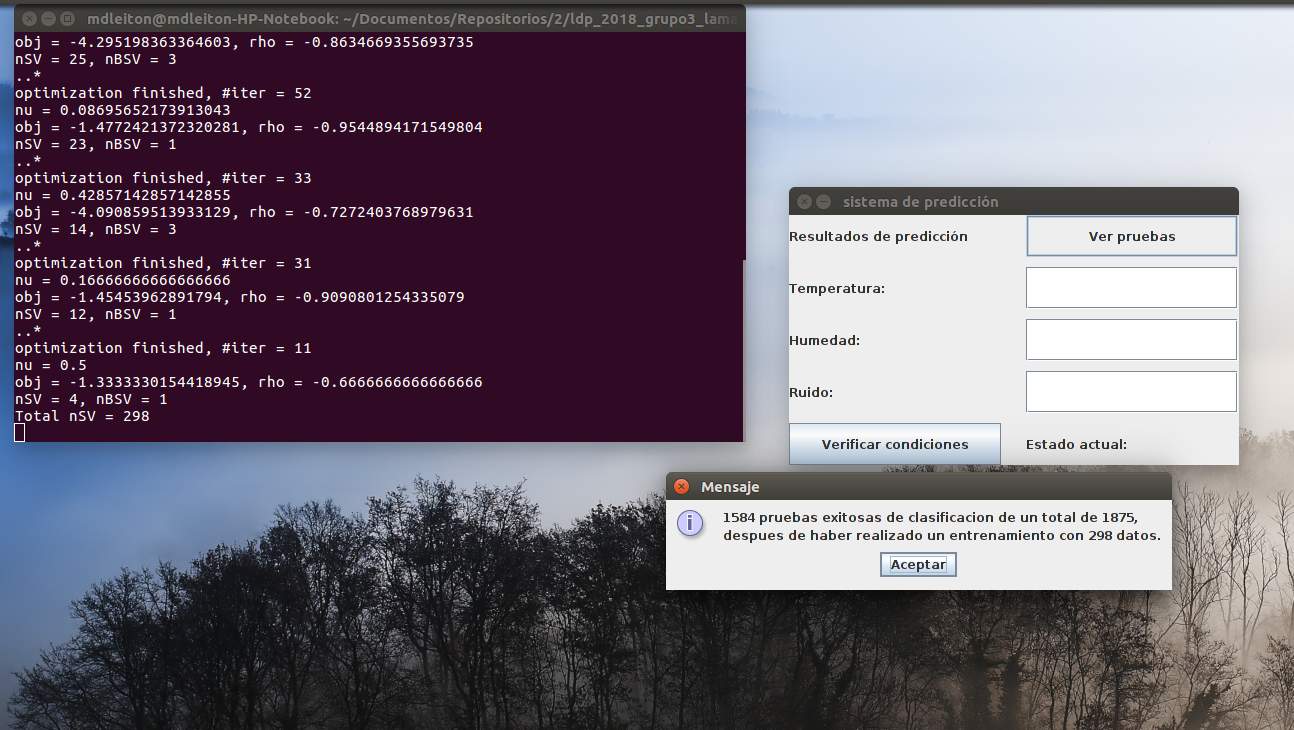 mdleiton@mdleiton-HP-Notebook: ~/Documentos/Repositorios/2/ldp_2018_grupo3_lama
obj = -4.295198363364603, rho = -0.8634669355693735
nSV = 25, nBSV = 3
..*
optimization finished, #iter = 52
nu = 0.08695652173913043
obj = -1.4772421372320281, rho = -0.9544894171549804
nSV = 23, nBSV = 1
..*
optimization finished, #iter = 33
nu = 0.42857142857142855
obj = -4.090859513933129, rho = -0.7272403768979631
nSV = 14, nBSV = 3
..*
optimization finished, #iter = 31
nu = 0.16666666666666666
obj = -1.45453962891794, rho = -0.9090801254335079
nSV = 12, nBSV = 1
..*
optimization finished, #iter = 11
nu = 0.5
obj = -1.3333330154418945, rho = -0.6666666666666666
nSV = 4, nBSV = 1
Total nSV = 298
sistema de predicción
Resultados de predicción
Ver pruebas
Temperatura:
Humedad:
Ruido:
Verificar condiciones
Estado actual:
Mensaje
1584 pruebas exitosas de clasificacion de un total de 1875,
despues de haber realizado un entrenamiento con 298 datos.
Aceptar